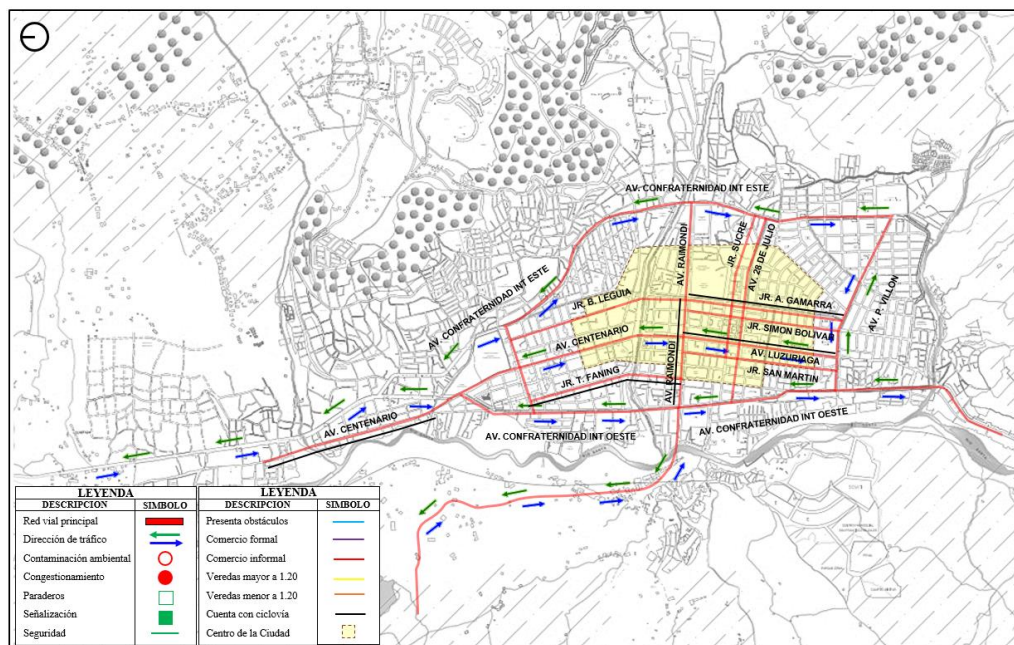 AV. CONFRATERNIDAD INT ESTE
AV. RAIMONDI
JR. SUCRE
AV. 28 DE JULIO
AV. CONFRATERNIDAD INT ESTE
JR. B. LEGUIA
JR. A. GAMARRA
AV. P. VILLON
AV. CENTENARIO
JR. SIMON BOLIVAR
AV. LUZURIAGA
JR. T. FANING
AV. RAIMONDI
JR. SAN MARTIN
AV. CENTENARIO
AV. CONFRATERNIDAD INT OESTE
AV. CONFRATERNIDAD INT OESTE
LEYENDA
DESCRIPCION SIMBOLO
Red vial principal
Dirección de tráfico
Contaminación ambiental
Congestionamiento
Paraderos
Señalización
Seguridad
LEYENDA
DESCRIPCION SIMBOLO
Presenta obstáculos
Comercio formal
Comercio informal
Veredas mayor a 1.20
Veredas menor a 1.20
Cuenta con ciclovía
Centro de la Ciudad